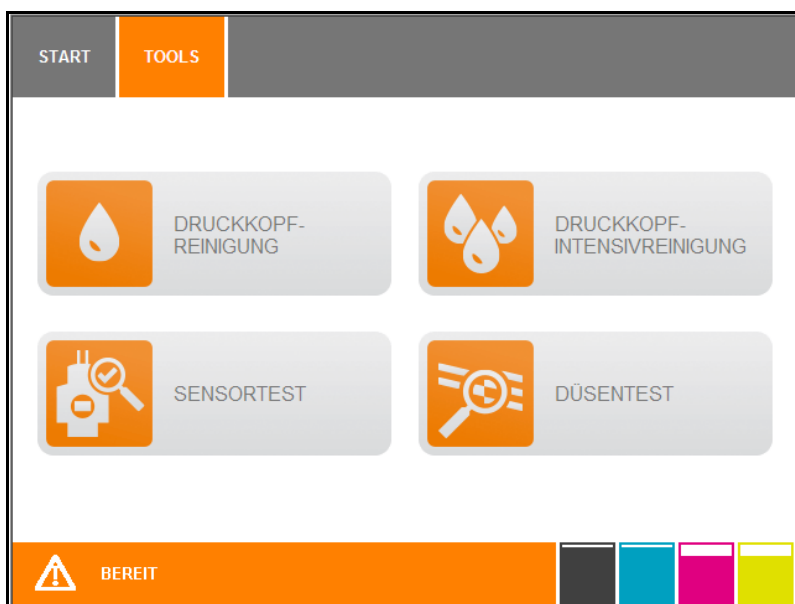 START
TOOLS
DRUCKKOPF-
REINIGUNG
DRUCKKOPF-
INTENSIVREINIGUNG
SENSORTEST
DÜSENTEST
BEREIT